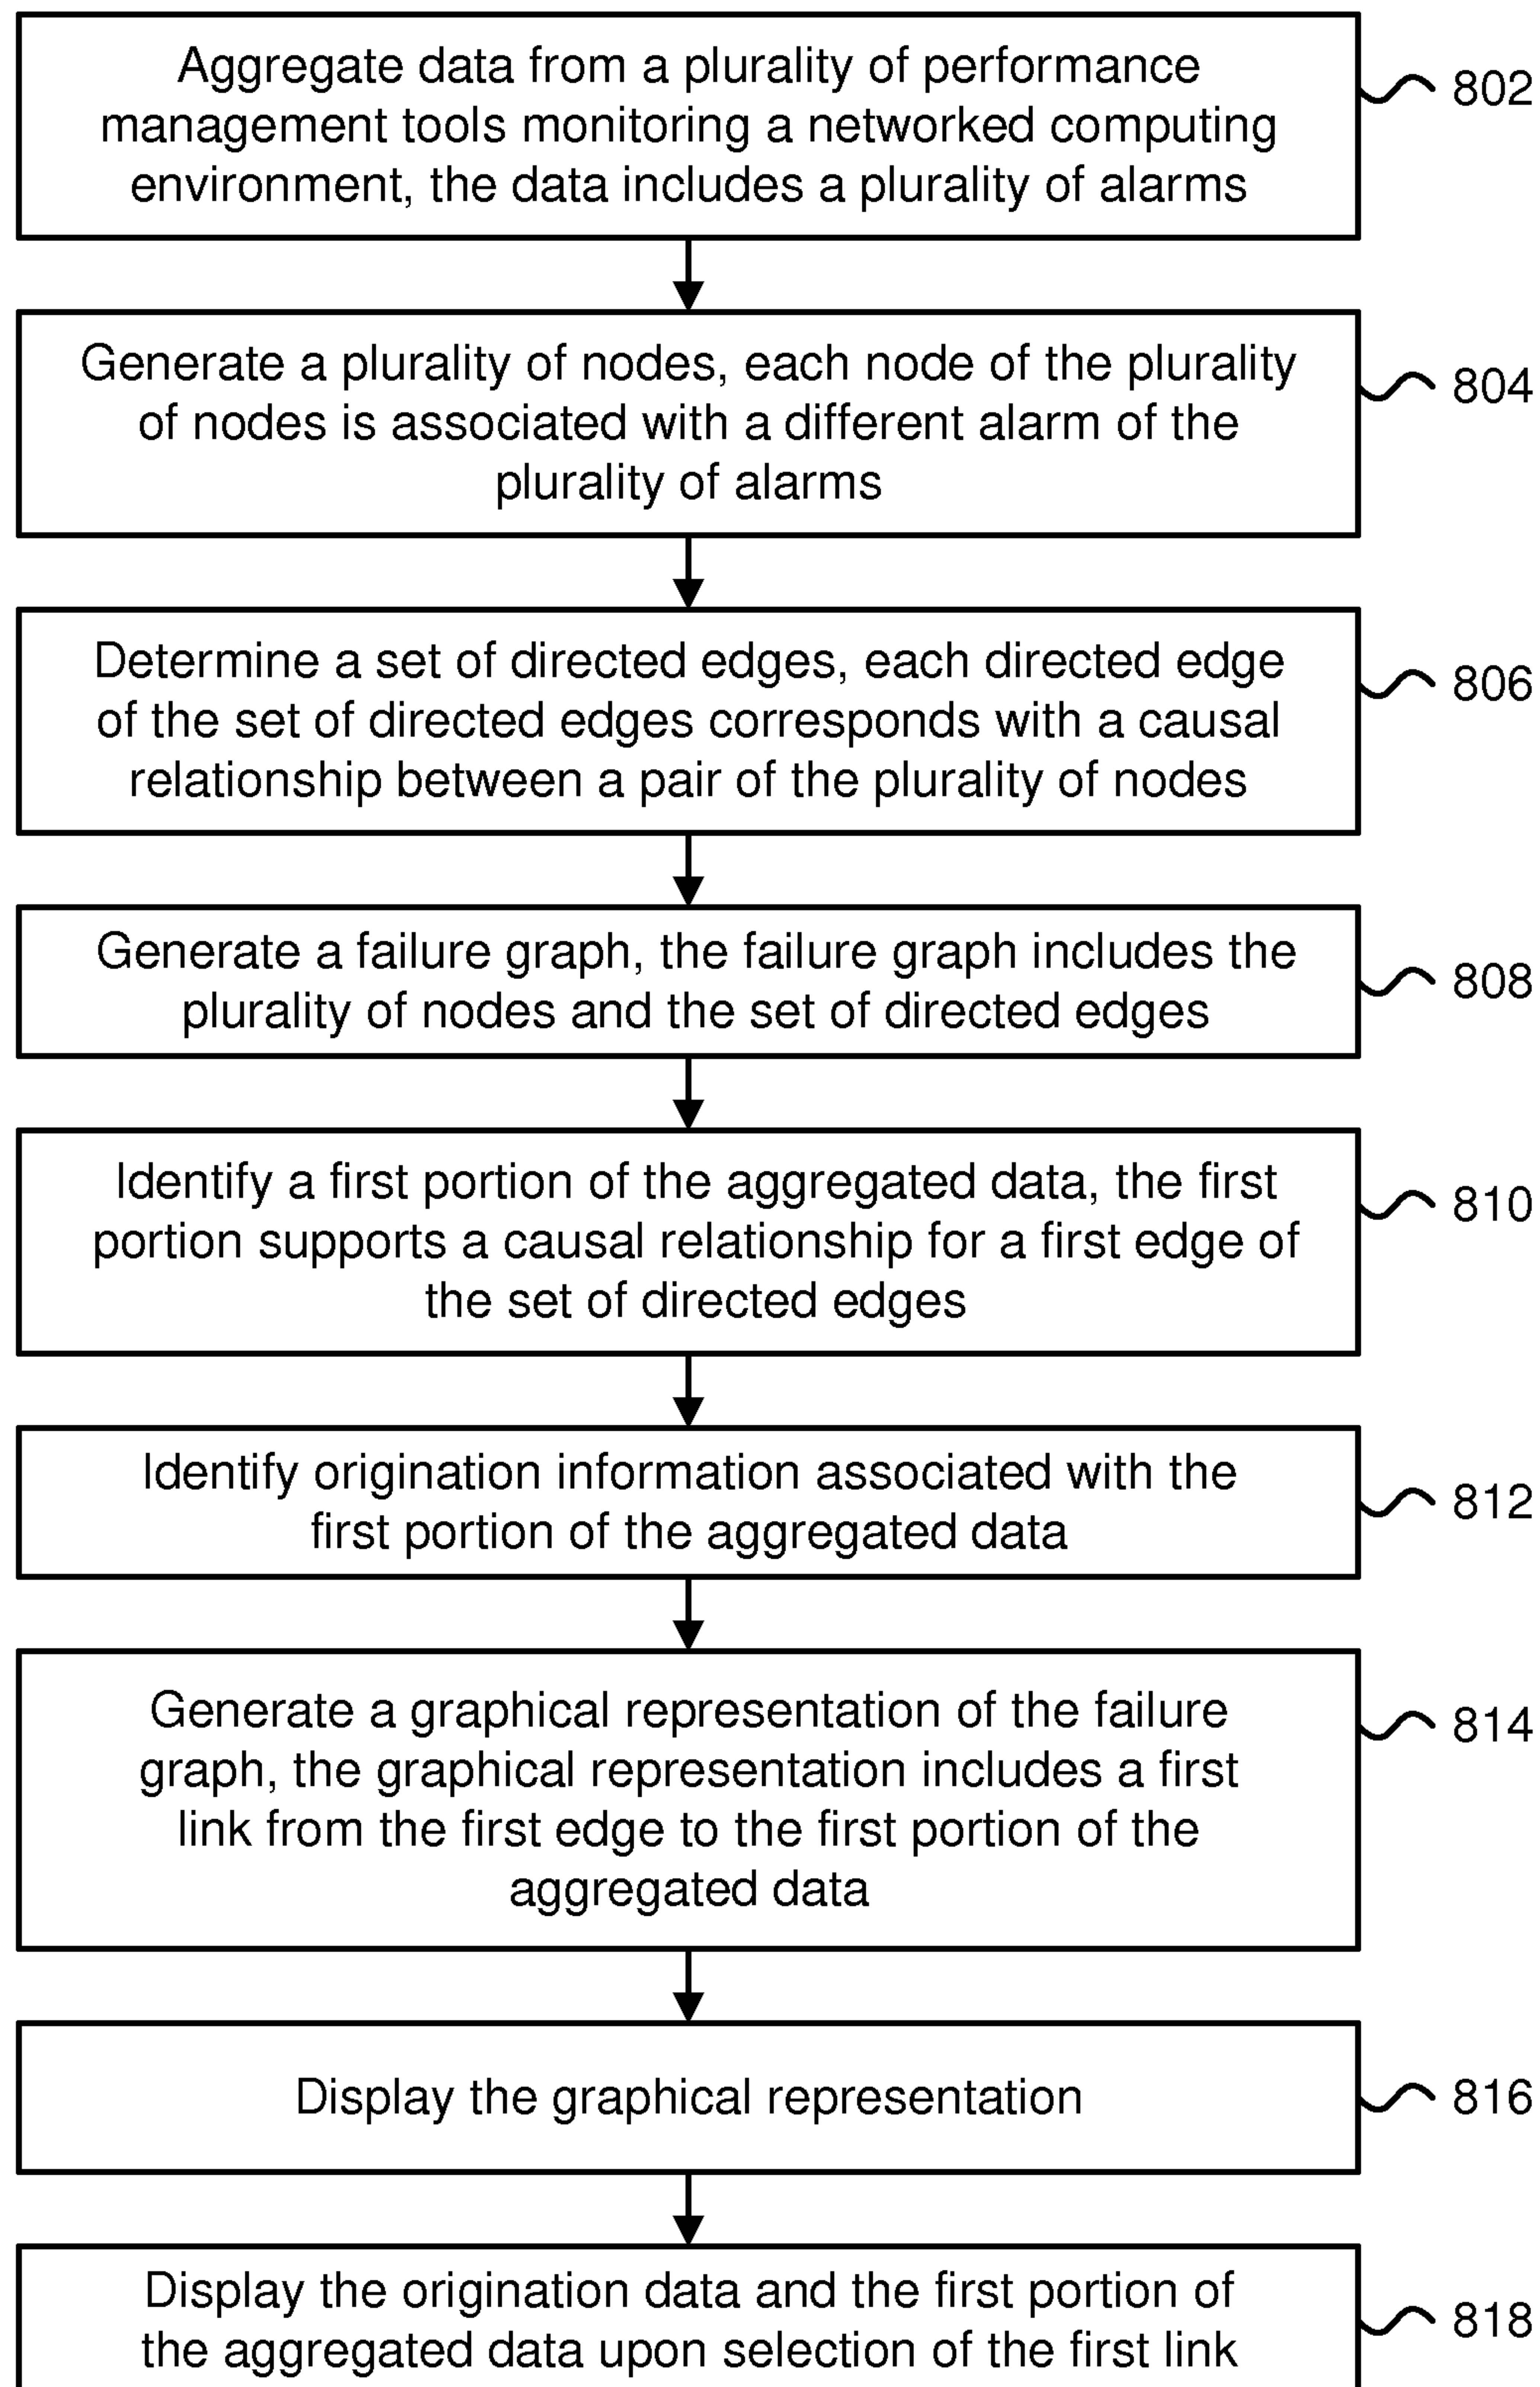 Aggregate data from a plurality of performance
management tools monitoring a networked computing
environment, the data includes a plurality of alarms
802
Generate a plurality of nodes, each node of the plurality
of nodes is associated with a different alarm of the
plurality of alarms
804
Determine a set of directed edges, each directed edge
of the set of directed edges corresponds with a causal
relationship between a pair of the plurality of nodes
806
Generate a failure graph, the failure graph includes the
plurality of nodes and the set of directed edges
808
Identify a first portion of the aggregated data, the first
portion supports a causal relationship for a first edge of
the set of directed edges
810
Identify origination information associated with the
first portion of the aggregated data
812
Generate a graphical representation of the failure
graph, the graphical representation includes a first
link from the first edge to the first portion of the
aggregated data
814
Display the graphical representation
816
Display the origination data and the first portion of
the aggregated data upon selection of the first link
818